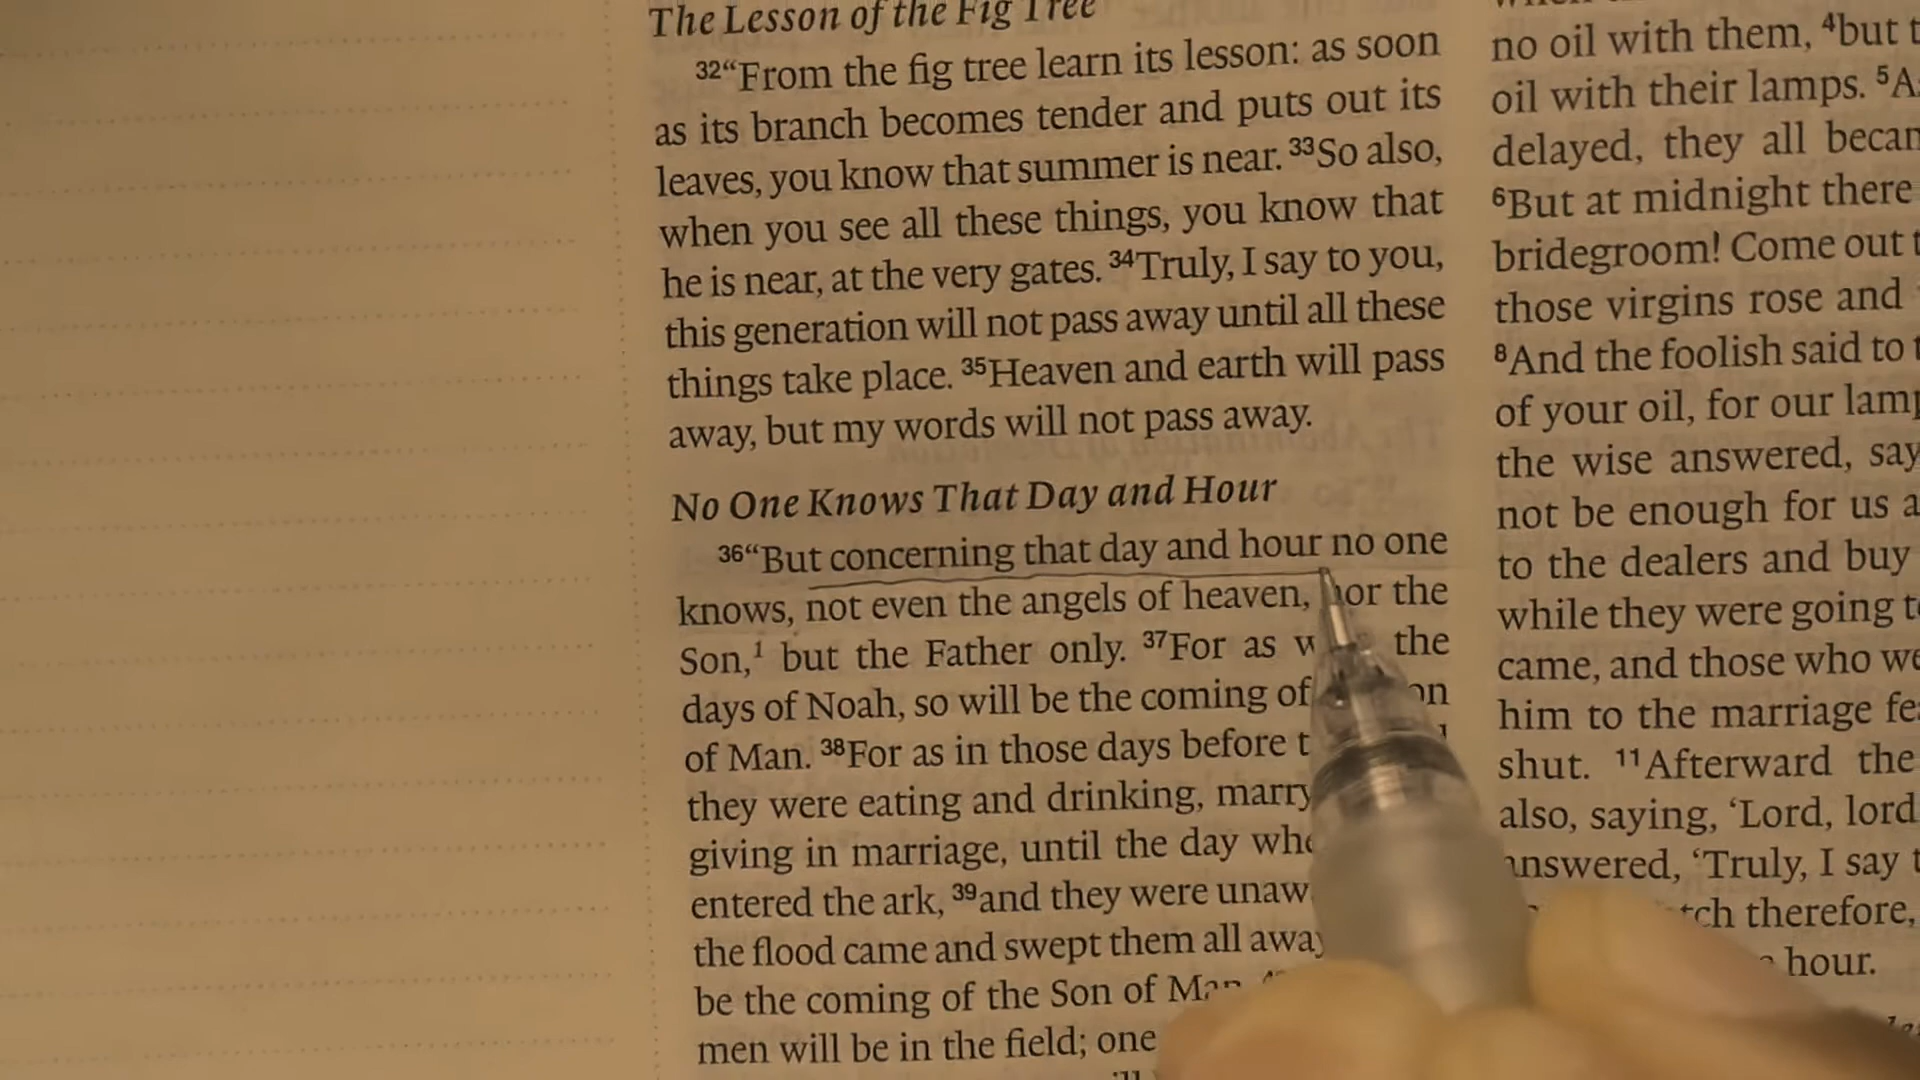 The Lesson of the Fig Tree
32“From the fig tree learn its lesson: as soon
as its branch becomes tender and puts out its
leaves, you know that summer is near. 33So also,
when you see all these things, you know that
he is near, at the very gates. 34Truly, I say to you,
this generation will not pass away until all these
things take place. 35Heaven and earth will pass
away, but my words will not pass away.
No One Knows That Day and Hour
36“But concerning that day and hour no one
knows, not even the angels of heaven, nor the
Son,1 but the Father only. 37For as the
days of Noah, so will be the coming of
of Man. 38For as in those days before
they were eating and drinking,
giving in marriage, until the day
entered the ark, 39and they were
the flood came and swept them all
be the coming of the Son of Man.
men will be in the field; one
no oil with them, 4but
oil with their lamps. 5
delayed, they all
6But at midnight there
bridegroom! Come out
those virgins rose and
8And the foolish said to
of your oil, for our
the wise answered,
not be enough for us
to the dealers and buy
while they were going
came, and those who
him to the marriage
shut. 11Afterward the
also, saying, ‘Lord, lord
answered, ‘Truly, I say
therefore,
hour.